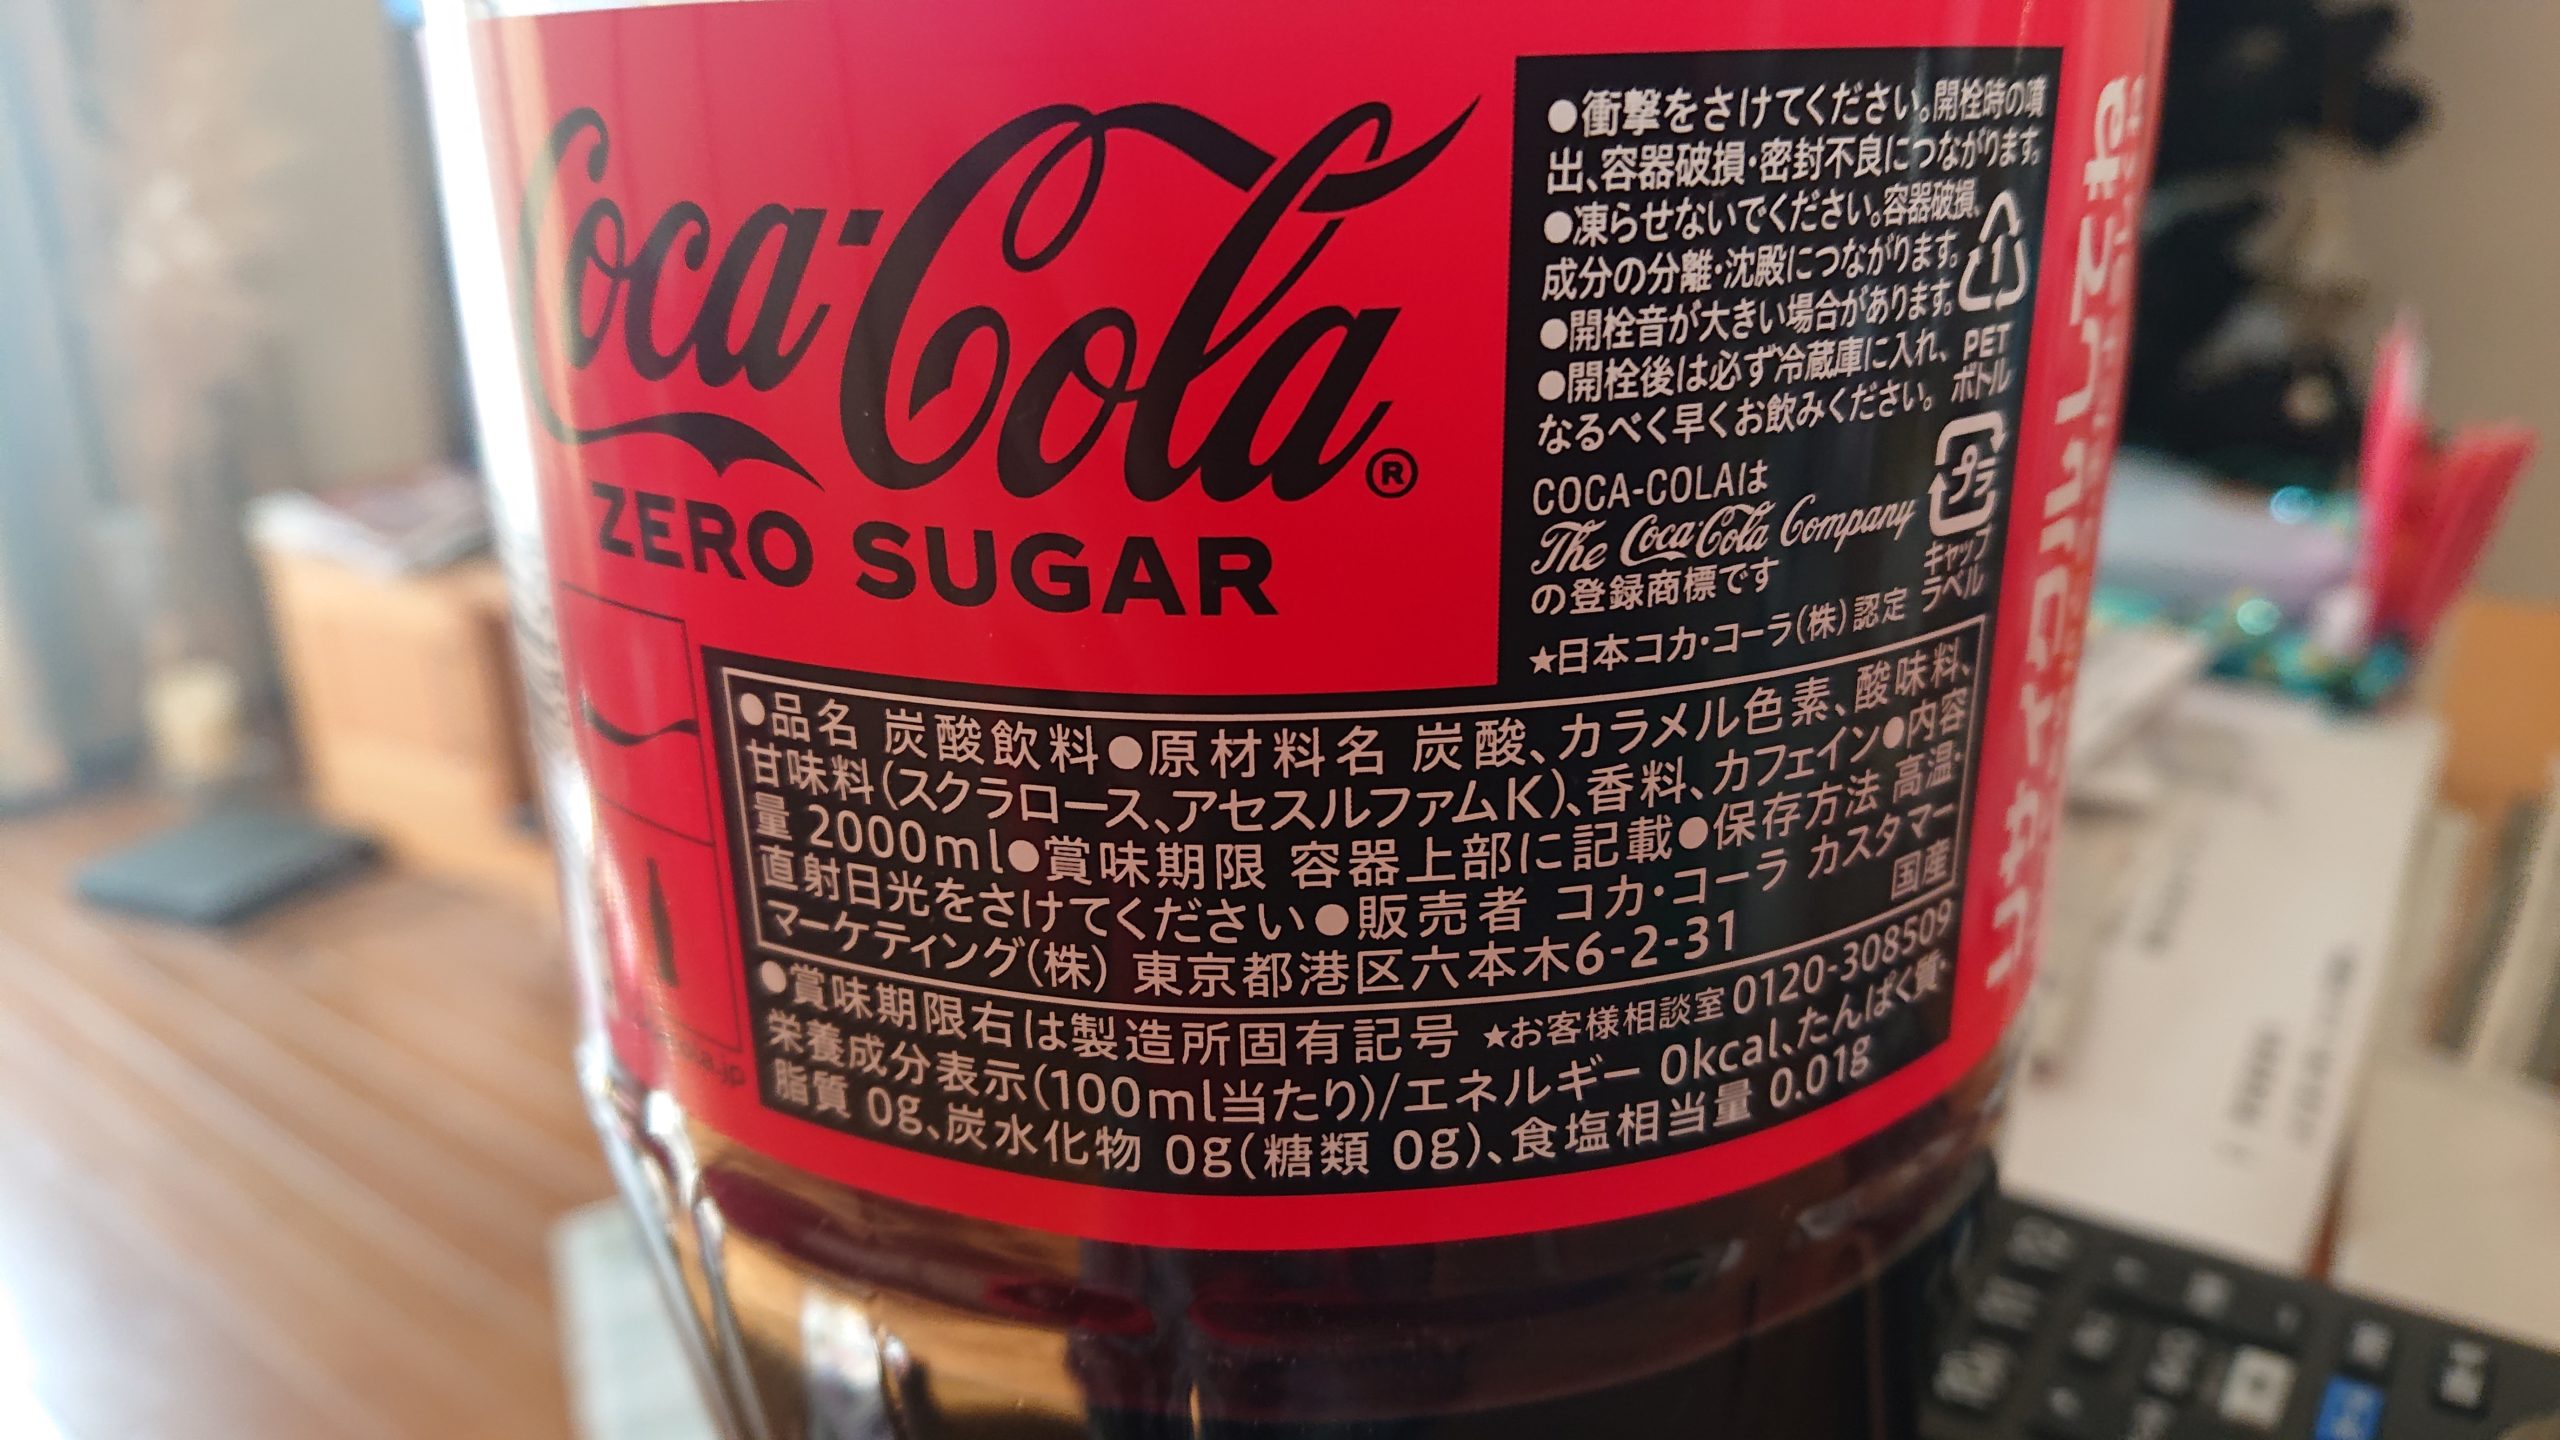 Coca-Cola®
ZERO SUGAR
●衝撃をさけてください。開栓時の噴
出、容器破損・密封不良につながります。
●凍らせないでください。容器破損、
成分の分離・沈殿につながります。
●開栓音が大きい場合があります。
●開栓後は必ず冷蔵庫に入れ、
なるべく早くお飲みください。
1
PET
ボトル
COCA-COLAは
The Coca-Cola Company
の登録商標です
プラ
キャップ
ラベル
★日本コカ・コーラ(株)認定
●品名 炭酸飲料●原材料名 炭酸、カラメル色素、酸味料、
甘味料(スクラロース、アセスルファムK)、香料、カフェイン●内容
量 2000ml●賞味期限 容器上部に記載●保存方法 高温・
直射日光をさけてください●販売者 コカ・コーラ カスタマー
マーケティング(株) 東京都港区六本木6-2-31
国産
●賞味期限右は製造所固有記号 ★お客様相談室 0120-308509
栄養成分表示(100ml当たり)/エネルギー 0kcal、たんぱく質・
脂質 0g、炭水化物 0g(糖類 0g)、食塩相当量 0.01g